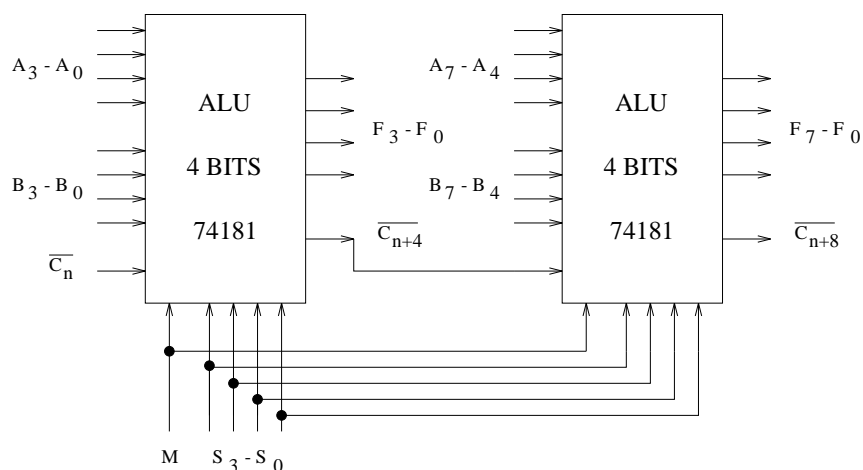 A3 - A0
ALU
F3 - F0
B3 - B0
4 BITS
74181
Cn+4
Cn
A7 - A4
ALU
F7 - F0
B7 - B4
4 BITS
74181
Cn+8
M
S3 - S0